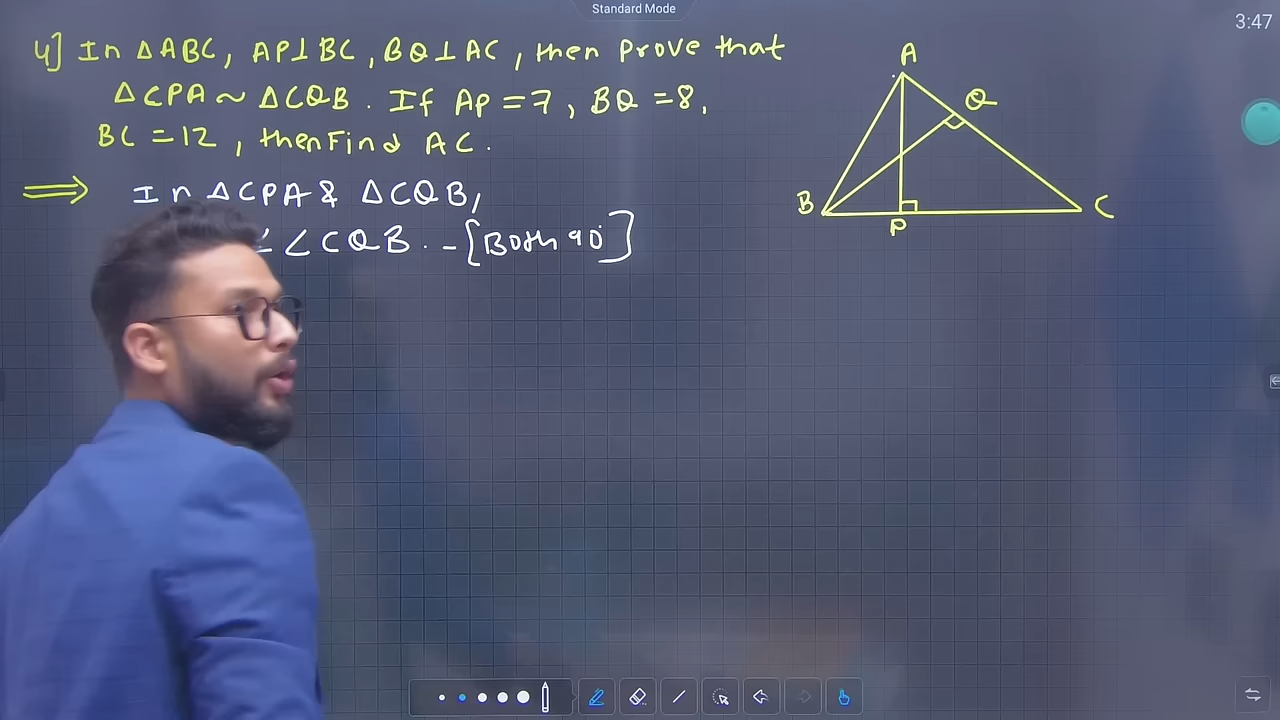 Standard Mode
3:47
4] In △ABC, AP⊥BC, BQ⊥AC, then Prove that
△CPA ~ △CQB. If AP = 7, BQ = 8,
BC = 12, then Find AC.
⟹ In △CPA & △CQB,
∠CQB. - [Both 90°]
A
Q
B
P
C